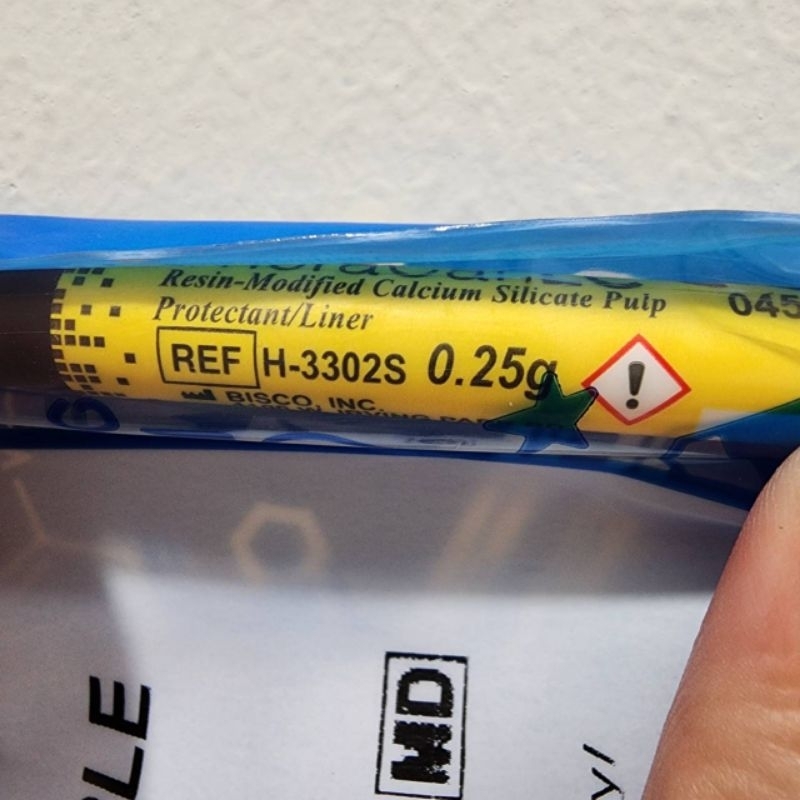 Resin-Modified Calcium Silicate Pulp
Protectant/Liner
045
REF H-3302S 0.25g
BISCO, INC.
MD